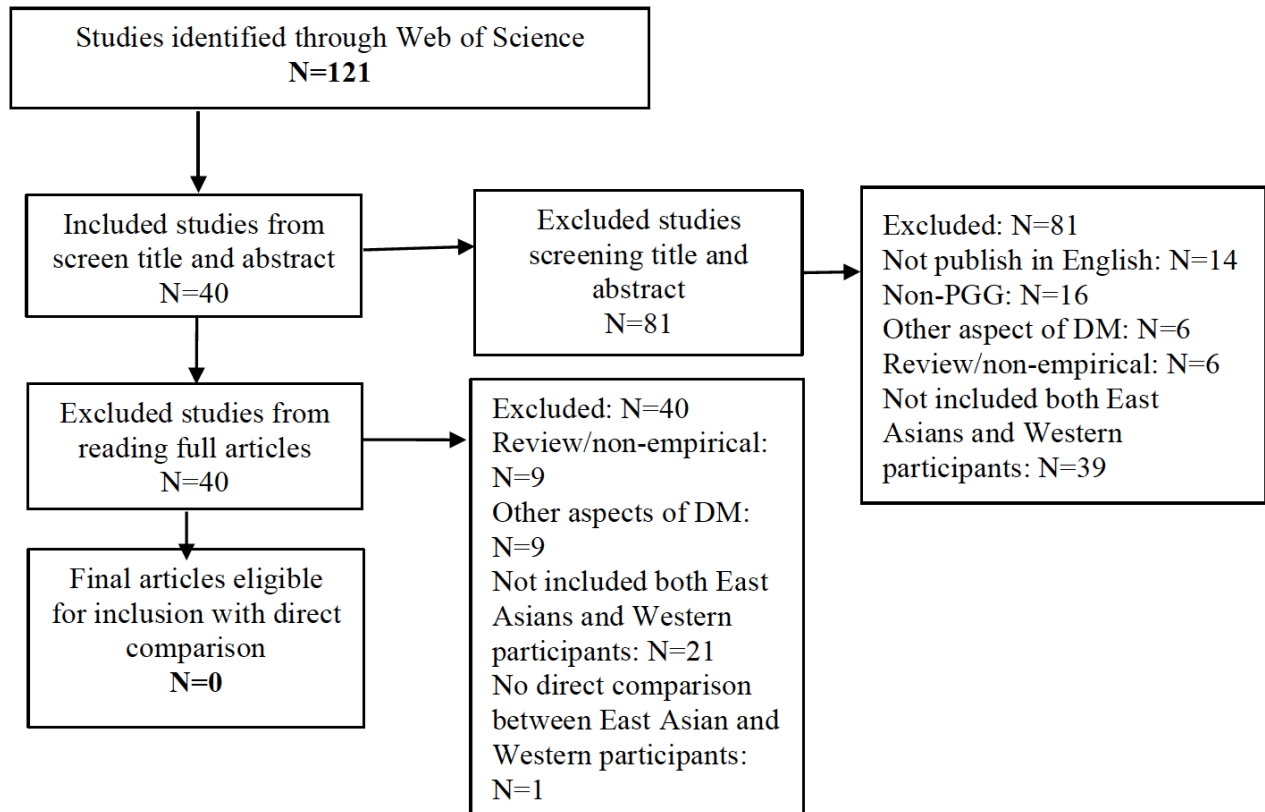 Studies identified through Web of Science
N=121
Included studies from
screen title and abstract
N=40
Excluded studies
screening title and
abstract
N=81
Excluded: N=81
Not publish in English: N=14
Non-PGG: N=16
Other aspect of DM: N=6
Review/non-empirical: N=6
Not included both East
Asians and Western
participants: N=39
Excluded studies from
reading full articles
N=40
Excluded: N=40
Review/non-empirical:
N=9
Other aspects of DM:
N=9
Not included both East
Asians and Western
participants: N=21
No direct comparison
between East Asian and
Western participants:
N=1
Final articles eligible
for inclusion with direct
comparison
N=0